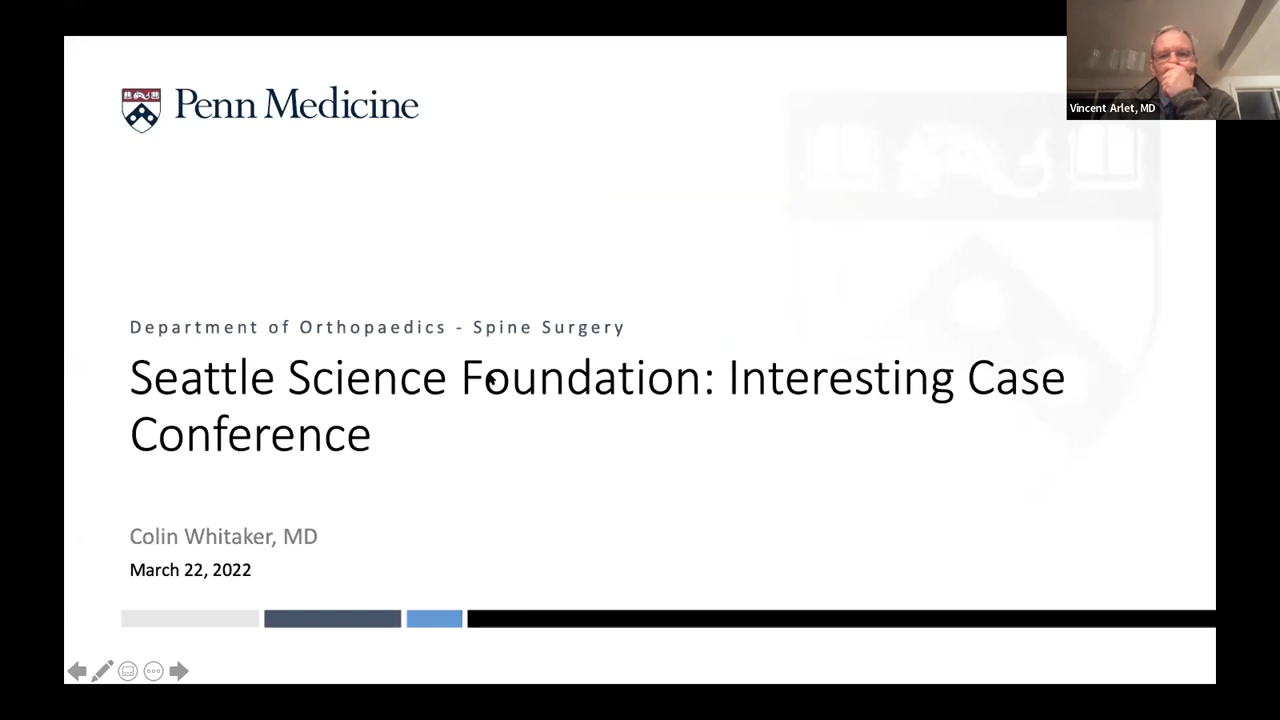 Penn Medicine
Vincent Arlet, MD
Department of Orthopaedics - Spine Surgery
Seattle Science Foundation: Interesting Case
Conference
Colin Whitaker, MD
March 22, 2022